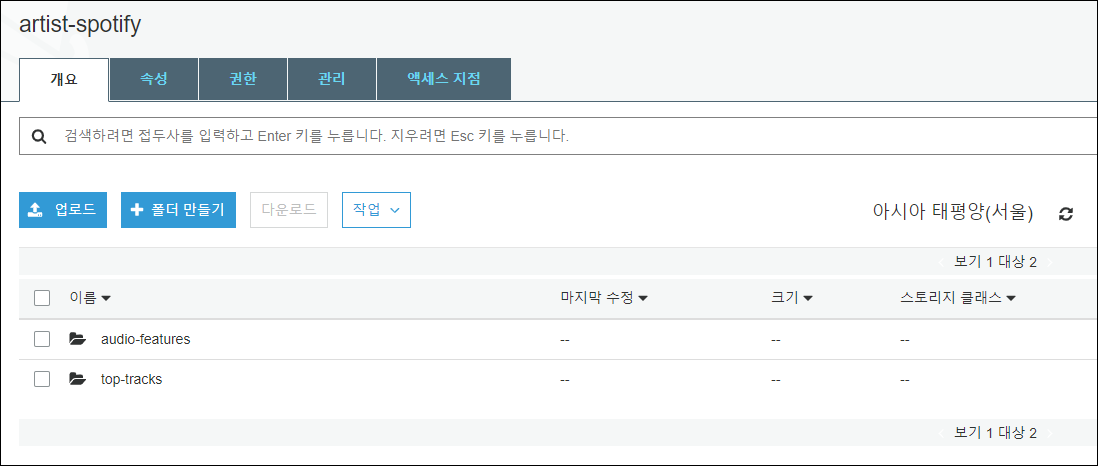 artist-spotify
개요 속성 권한 관리 액세스 지점
검색하려면 접두사를 입력하고 Enter 키를 누릅니다. 지우려면 Esc 키를 누릅니다.
업로드 폴더 만들기 다운로드 작업 아시아 태평양(서울)
보기 1 대상 2
이름 마지막 수정 크기 스토리지 클래스
audio-features -- -- --
top-tracks -- -- --
보기 1 대상 2